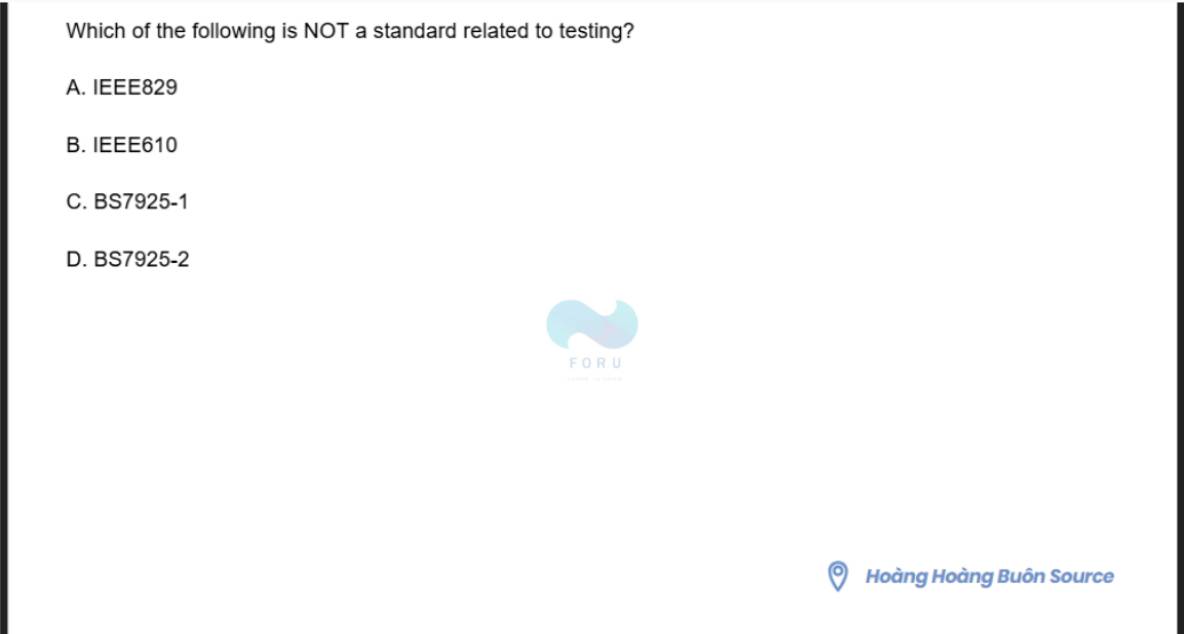 Which of the following is NOT a standard related to testing?
A. IEEE829
B. IEEE610
C. BS7925-1
D. BS7925-2
FORU
Hoàng Hoàng Buôn Source